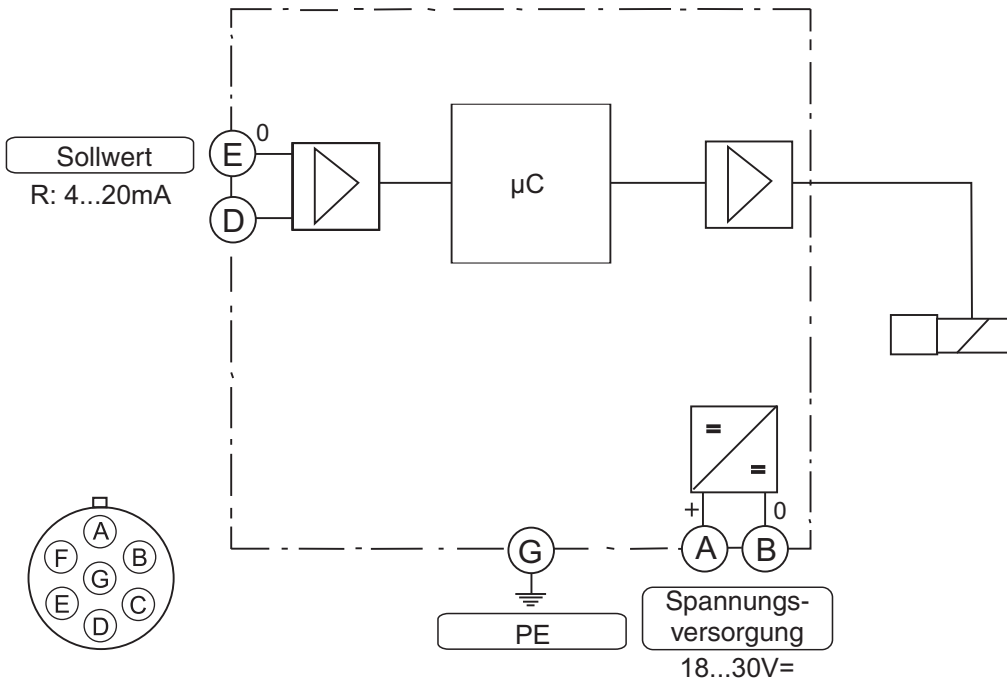 E
0
Sollwert
R: 4...20mA
D
µC
=
=
+
0
G
A
B
PE
Spannungs-
versorgung
18...30V=
A
F
B
G
E
C
D